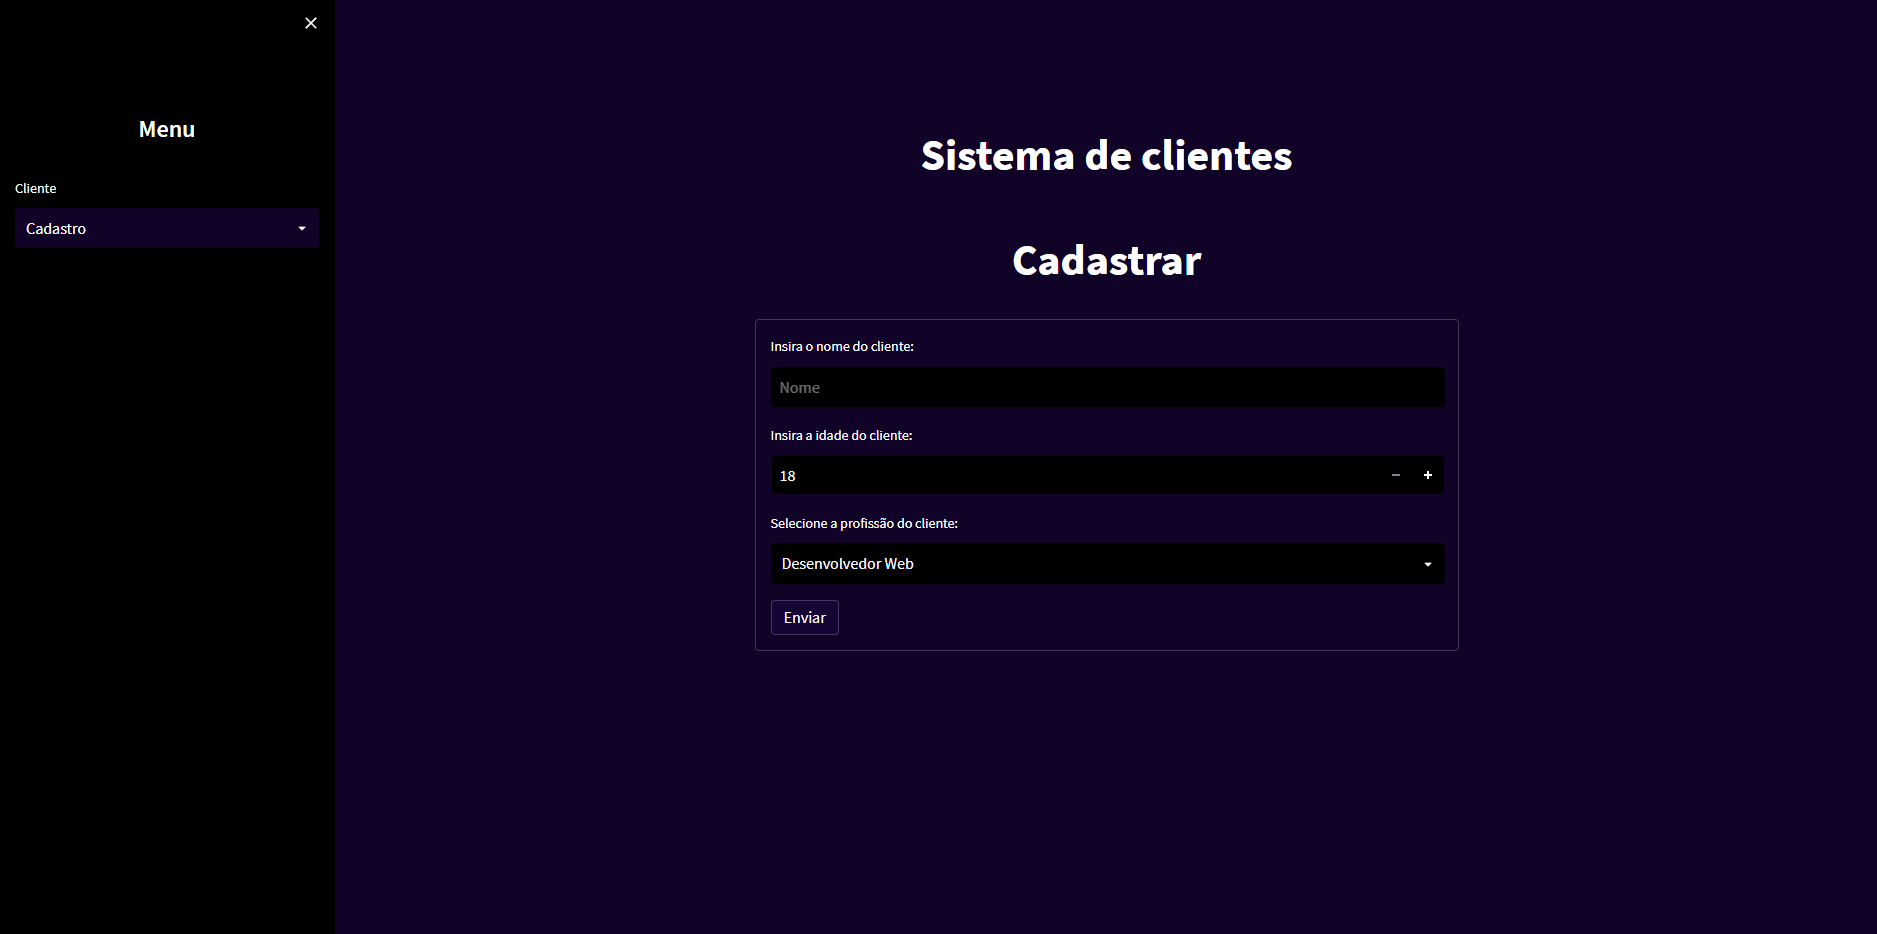 Menu
Cliente
Cadastro
Sistema de clientes
Cadastrar
Insira o nome do cliente:
Nome
Insira a idade do cliente:
18
Selecione a profissão do cliente:
Desenvolvedor Web
Enviar